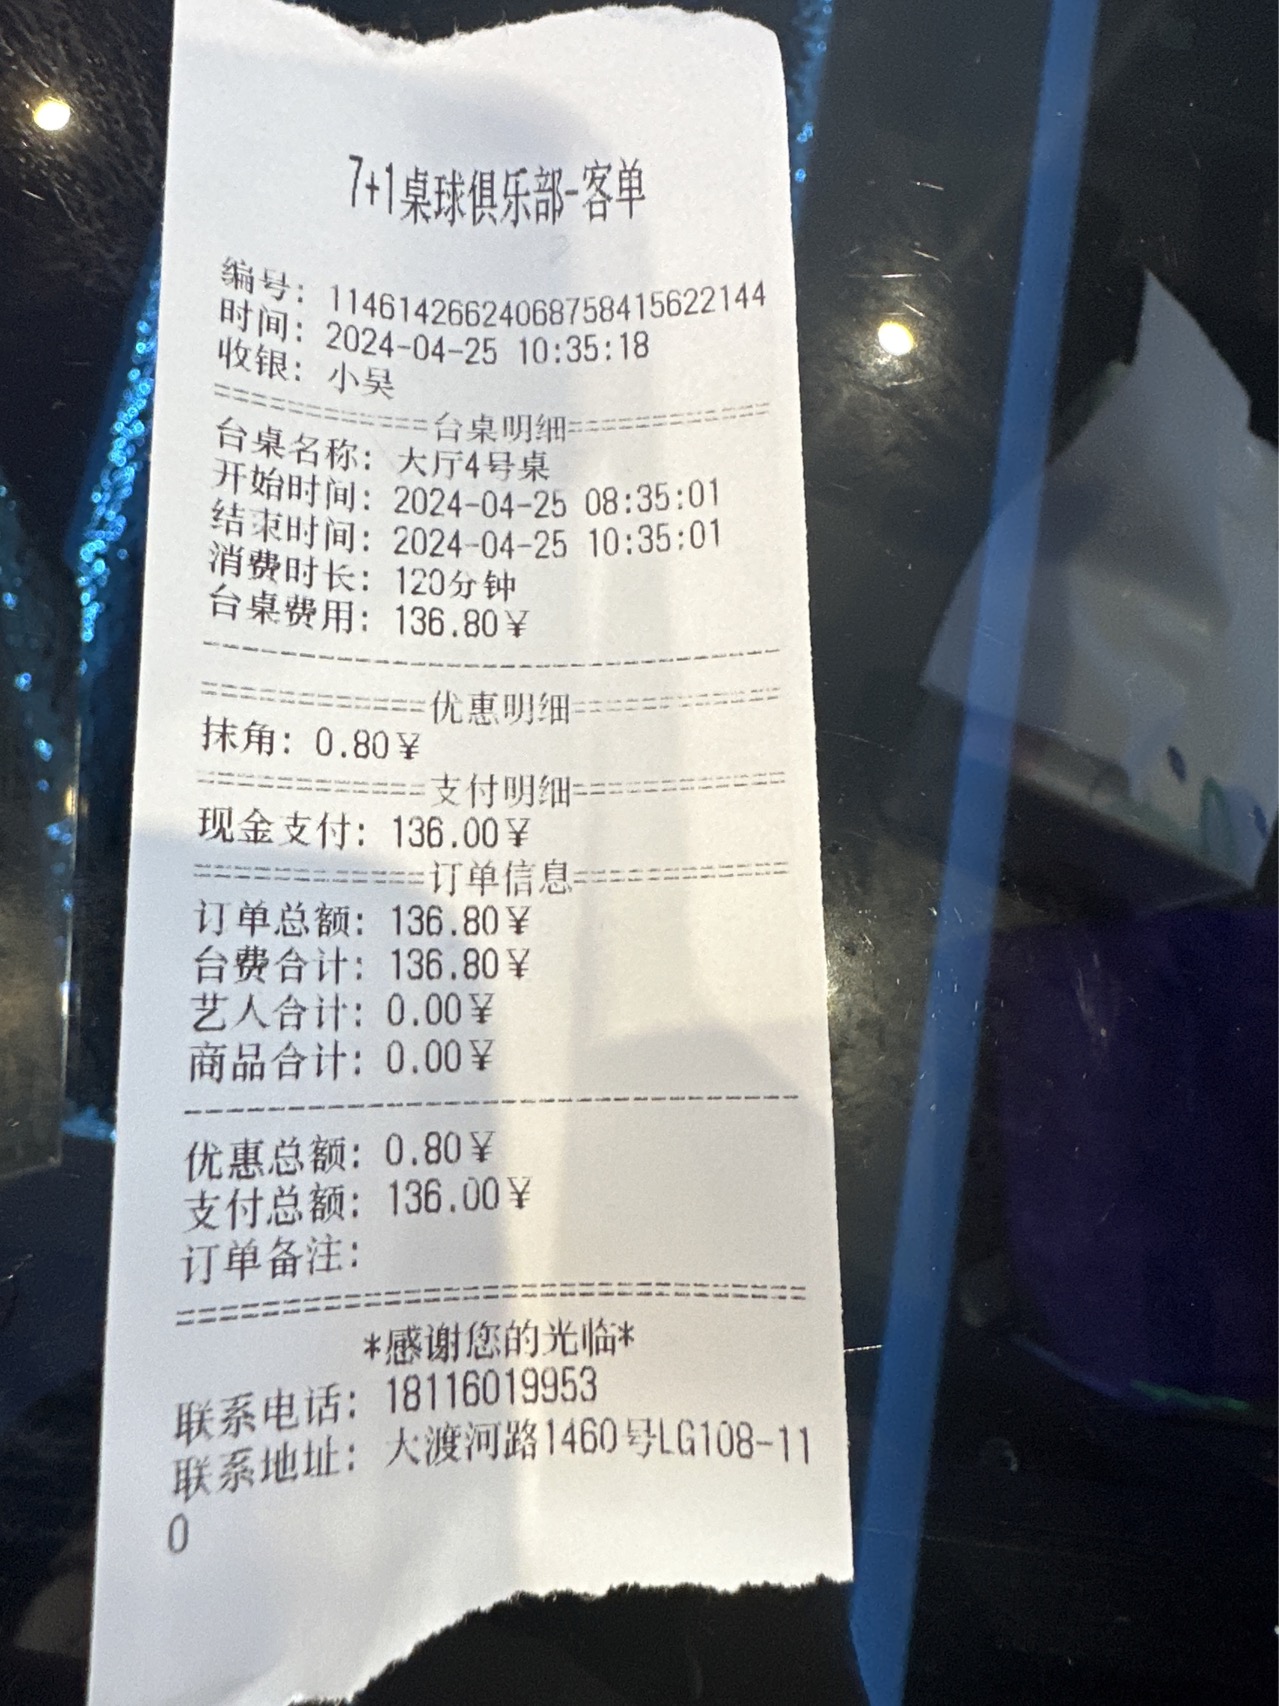 7+1桌球俱乐部-客单
编号: 11461426624068758415622144
时间: 2024-04-25 10:35:18
收银: 小吴
============台桌明细============
台桌名称: 大厅4号桌
开始时间: 2024-04-25 08:35:01
结束时间: 2024-04-25 10:35:01
消费时长: 120分钟
台桌费用: 136.80¥
--------------------------------
============优惠明细============
抹角: 0.80¥
============支付明细============
现金支付: 136.00¥
============订单信息============
订单总额: 136.80¥
台费合计: 136.80¥
艺人合计: 0.00¥
商品合计: 0.00¥
--------------------------------
优惠总额: 0.80¥
支付总额: 136.00¥
订单备注:
================================
*感谢您的光临*
联系电话: 18116019953
联系地址: 大渡河路1460号LG108-11
0